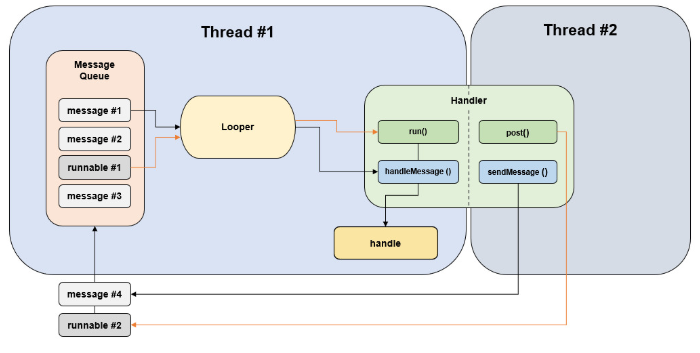 Thread #1
Thread #2
Message
Queue
message #1
message #2
runnable #1
message #3
Looper
Handler
run()
post()
handleMessage ()
sendMessage ()
handle
message #4
runnable #2